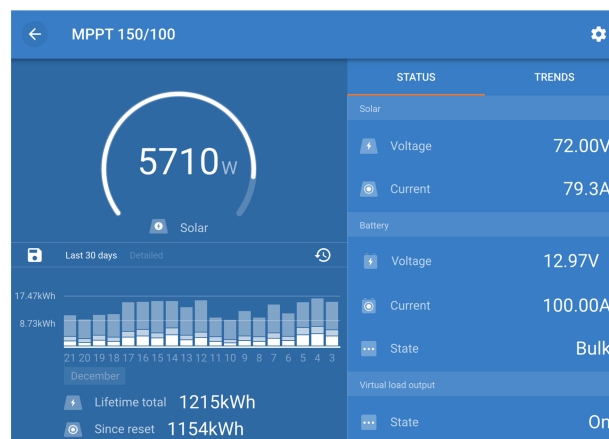 MPPT 150/100
5710W
Solar
Last 30 days Detailed
17.47kWh
8.73kWh
21 20 19 18 17 16 15 14 13 12 11 10 9 8 7 6 5 4 3
December
Lifetime total 1215kWh
Since reset 1154kWh
STATUS TRENDS
Solar
Voltage 72.00V
Current 79.3A
Battery
Voltage 12.97V
Current 100.00A
State Bulk
Virtual load output
State On